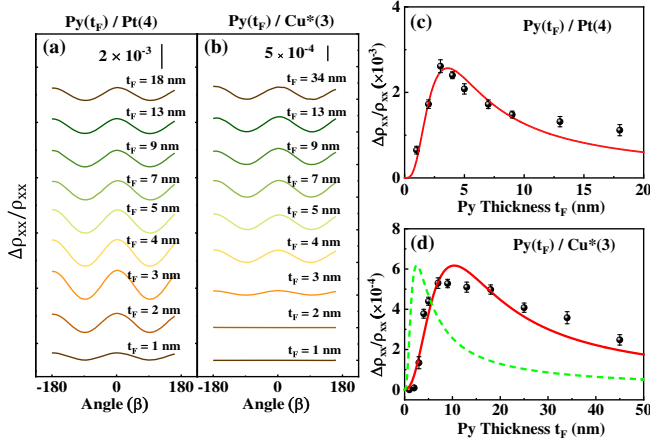 Py(t_F) / Pt(4)
Py(t_F) / Cu*(3)
(a)
2 × 10⁻³
t_F = 18 nm
t_F = 13 nm
t_F = 9 nm
t_F = 7 nm
t_F = 5 nm
t_F = 4 nm
t_F = 3 nm
t_F = 2 nm
t_F = 1 nm
(b)
5 × 10⁻⁴
t_F = 34 nm
t_F = 13 nm
t_F = 9 nm
t_F = 7 nm
t_F = 5 nm
t_F = 4 nm
t_F = 3 nm
t_F = 2 nm
t_F = 1 nm
Δρ_xx/ρ_xx
-180 0 180
-180 0 180
Angle (β)
Angle (β)
(c)
Py(t_F) / Pt(4)
Δρ_xx/ρ_xx (×10⁻³)
4
2
0
0 5 10 15 20
Py Thickness t_F (nm)
(d)
Py(t_F) / Cu*(3)
Δρ_xx/ρ_xx (×10⁻⁴)
8
6
4
2
0
0 10 20 30 40 50
Py Thickness t_F (nm)